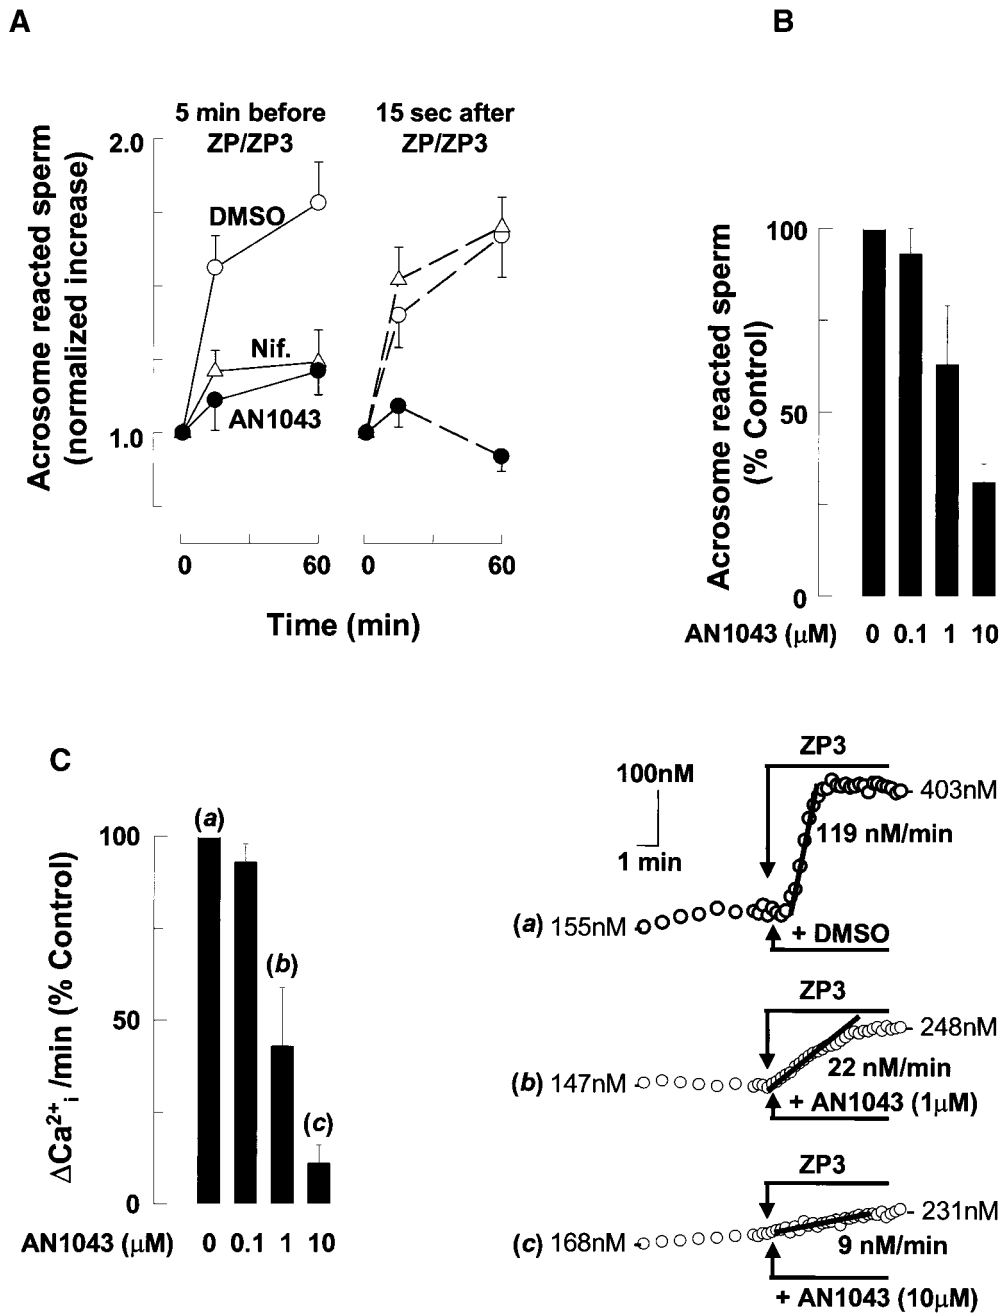 A
B
5 min before
ZP/ZP3
15 sec after
ZP/ZP3
Acrosome reacted sperm
(normalized increase)
2.0
1.0
DMSO
Nif.
AN1043
0 60 0 60
Time (min)
Acrosome reacted sperm
(% Control)
100
50
0
AN1043 (μM) 0 0.1 1 10
C
ΔCa²⁺ᵢ /min (% Control)
100
50
0
(a)
(b)
(c)
AN1043 (μM) 0 0.1 1 10
100nM
1 min
ZP3
403nM
119 nM/min
(a) 155nM
+ DMSO
ZP3
248nM
22 nM/min
(b) 147nM
+ AN1043 (1μM)
ZP3
231nM
(c) 168nM
9 nM/min
+ AN1043 (10μM)